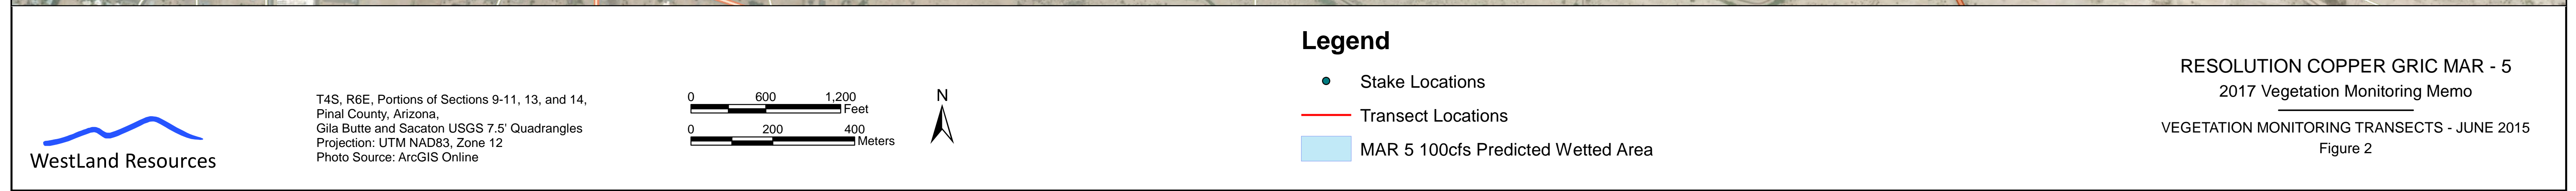 WestLand Resources
T4S, R6E, Portions of Sections 9-11, 13, and 14,
Pinal County, Arizona,
Gila Butte and Sacaton USGS 7.5' Quadrangles
Projection: UTM NAD83, Zone 12
Photo Source: ArcGIS Online
0 600 1,200
Feet
0 200 400
Meters
N
Legend
Stake Locations
Transect Locations
MAR 5 100cfs Predicted Wetted Area
RESOLUTION COPPER GRIC MAR - 5
2017 Vegetation Monitoring Memo
VEGETATION MONITORING TRANSECTS - JUNE 2015
Figure 2